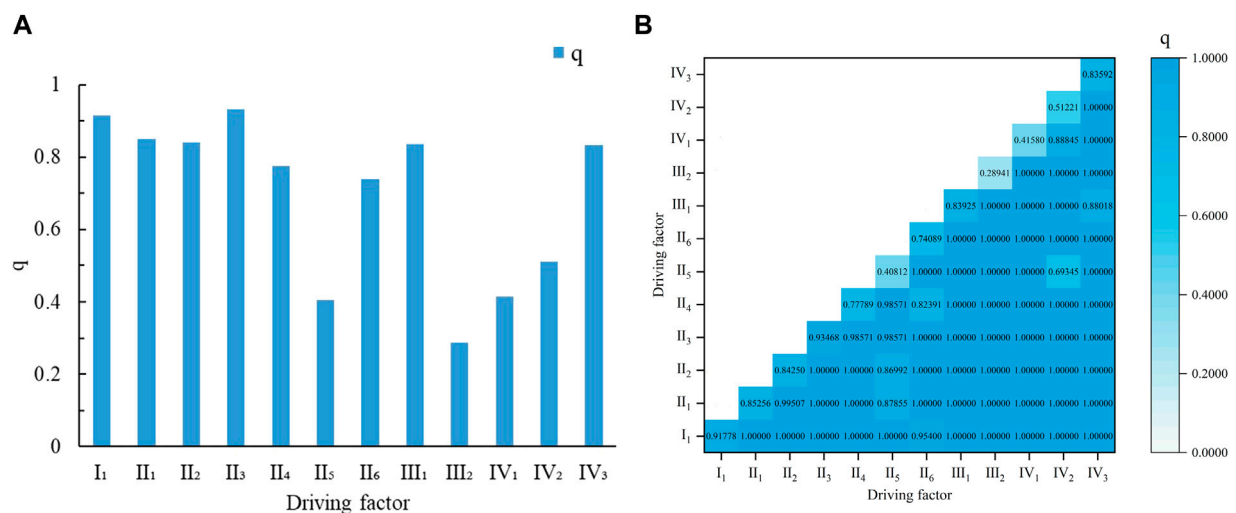 A
q
1
0.8
0.6
0.4
0.2
0
q
I₁ II₁ II₂ II₃ II₄ II₅ II₆ III₁ III₂ IV₁ IV₂ IV₃
Driving factor
B
q
IV₃ 0.83592
IV₂ 0.51221 1.00000
IV₁ 0.41580 0.88845 1.00000
III₂ 0.28941 1.00000 1.00000 1.00000
III₁ 0.83925 1.00000 1.00000 1.00000 0.88018
II₆ 0.74089 1.00000 1.00000 1.00000 1.00000 1.00000
II₅ 0.40812 1.00000 1.00000 1.00000 1.00000 0.69345 1.00000
II₄ 0.77789 0.98571 0.82391 1.00000 1.00000 1.00000 1.00000 1.00000
II₃ 0.93468 0.98571 0.98571 1.00000 1.00000 1.00000 1.00000 1.00000 1.00000
II₂ 0.84250 1.00000 1.00000 0.86992 1.00000 1.00000 1.00000 1.00000 1.00000 1.00000
II₁ 0.85256 0.99507 1.00000 1.00000 0.87855 1.00000 1.00000 1.00000 1.00000 1.00000 1.00000
I₁ 0.91778 1.00000 1.00000 1.00000 1.00000 1.00000 0.95400 1.00000 1.00000 1.00000 1.00000 1.00000
Driving factor
I₁ II₁ II₂ II₃ II₄ II₅ II₆ III₁ III₂ IV₁ IV₂ IV₃
Driving factor
1.0000
0.8000
0.6000
0.4000
0.2000
0.0000